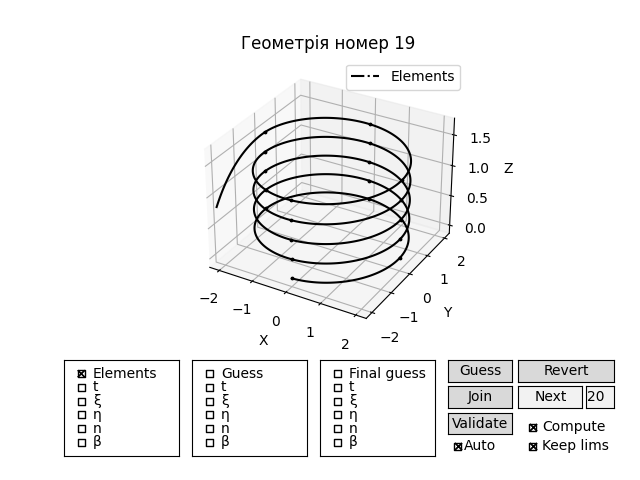 Геометрія номер 19
Elements
1.5
1.0
0.5
0.0
Z
−2
−1
0
1
2
X
−2
−1
0
1
2
Y
Elements
t
ξ
η
n
β
Guess
t
ξ
η
n
β
Final guess
t
ξ
η
n
β
Guess
Revert
Join
Next
20
Validate
Compute
Auto
Keep lims